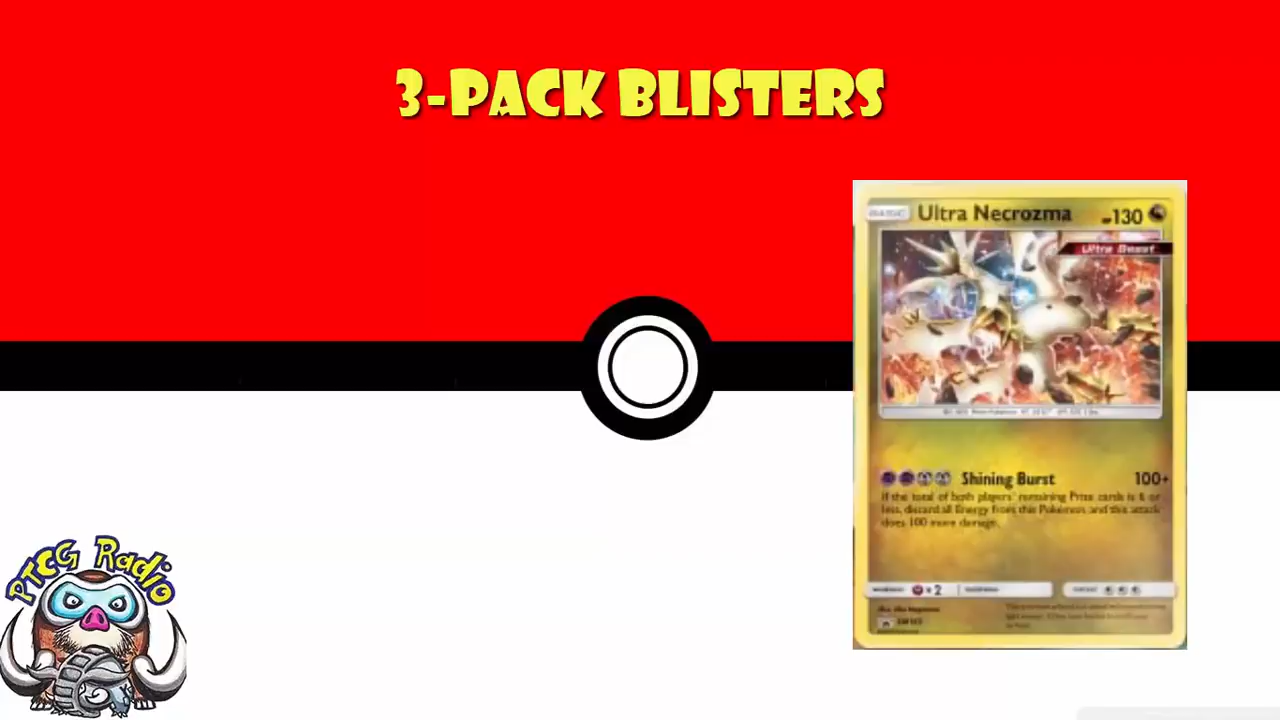 3-PACK BLISTERS
BASIC
Ultra Necrozma
130
Ultra Beast
Shining Burst
100+
If the total of both players' remaining Prize cards is 6 or
less, discard all Energy from this Pokémon, and this attack
does 100 more damage.
×2
PTCG Radio